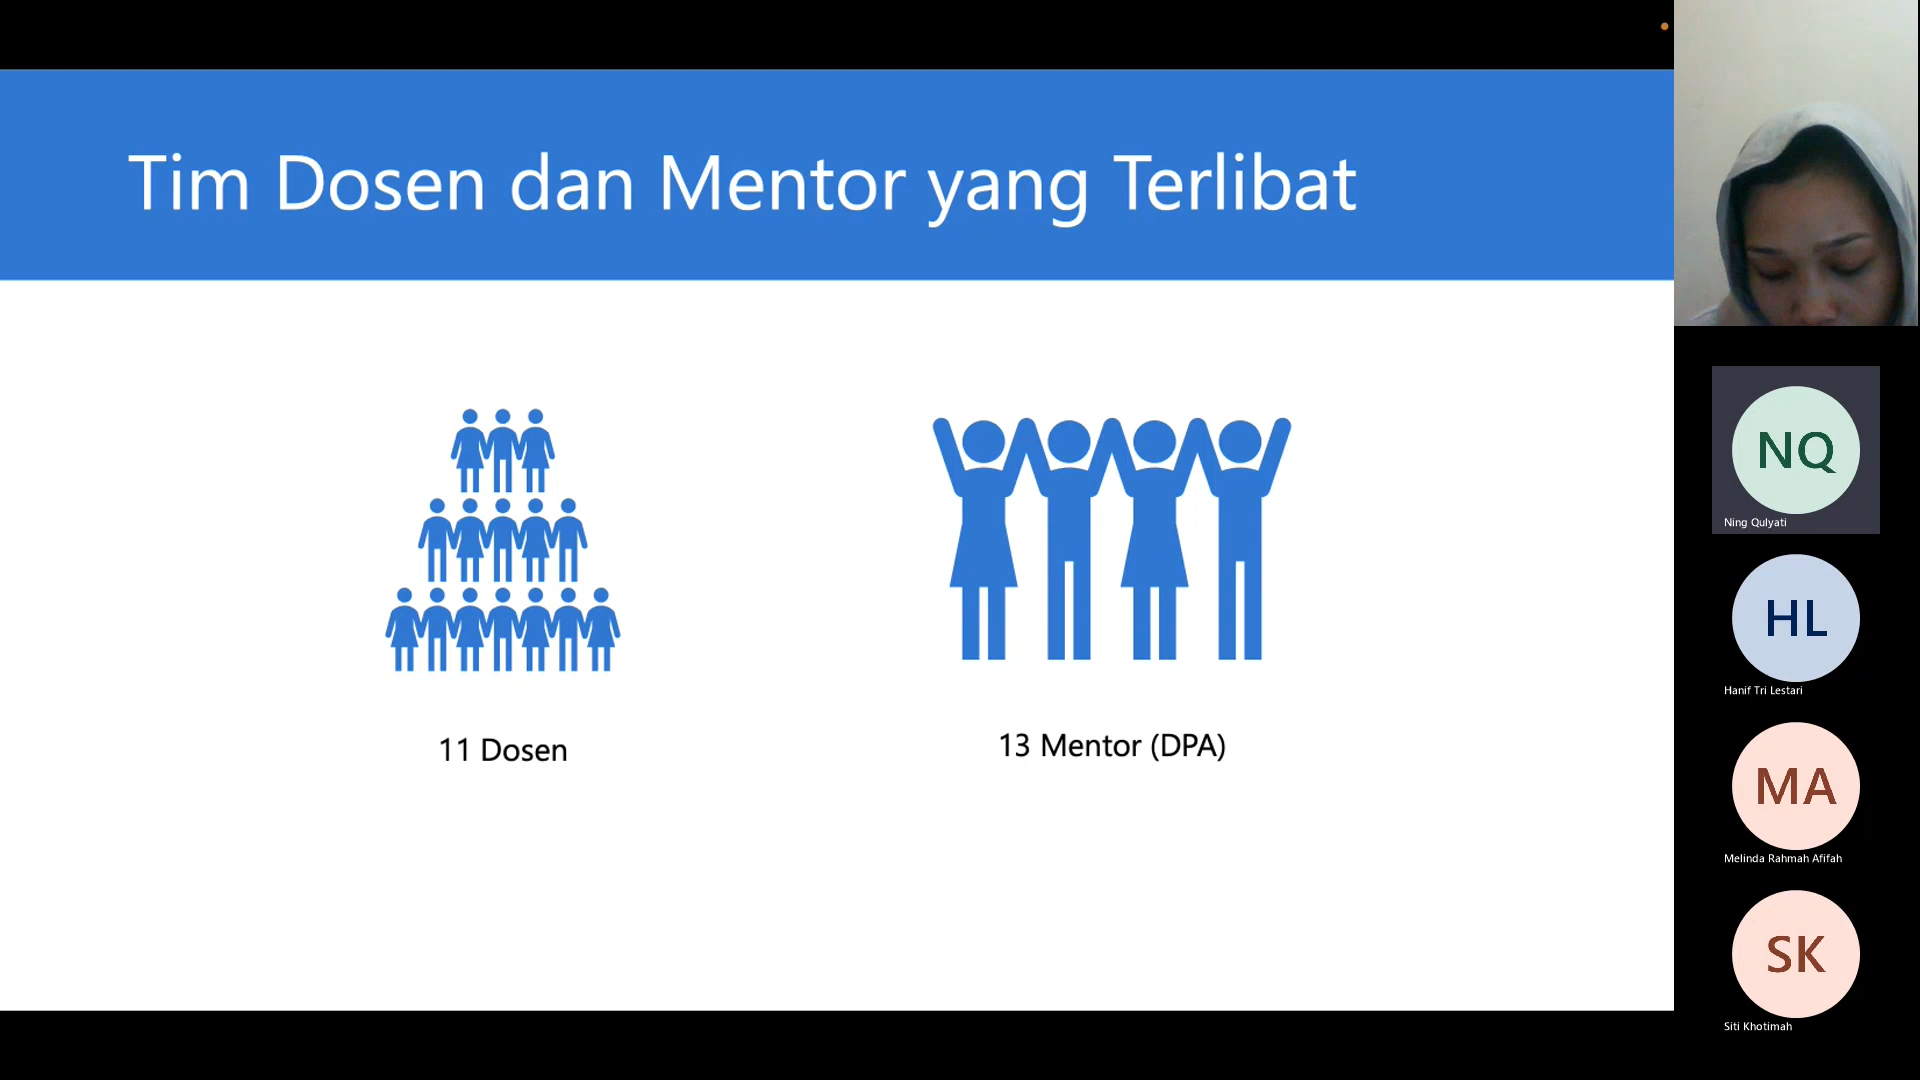 Tim Dosen dan Mentor yang Terlibat
11 Dosen
13 Mentor (DPA)
NQ
Ning Qulyati
HL
Hanif Tri Lestari
MA
Melinda Rahmah Afifah
SK
Siti Khotimah